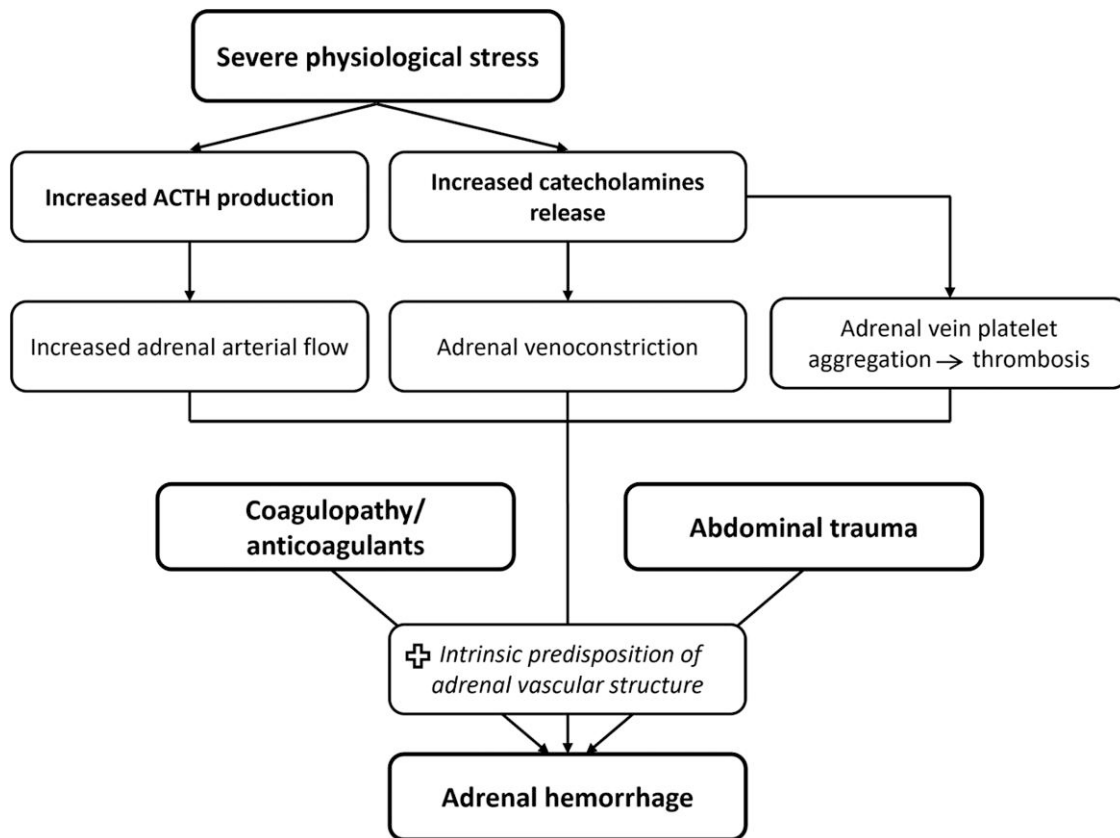 Severe physiological stress
Increased ACTH production
Increased catecholamines
release
Increased adrenal arterial flow
Adrenal venoconstriction
Adrenal vein platelet
aggregation → thrombosis
Coagulopathy/
anticoagulants
Abdominal trauma
Intrinsic predisposition of
adrenal vascular structure
Adrenal hemorrhage